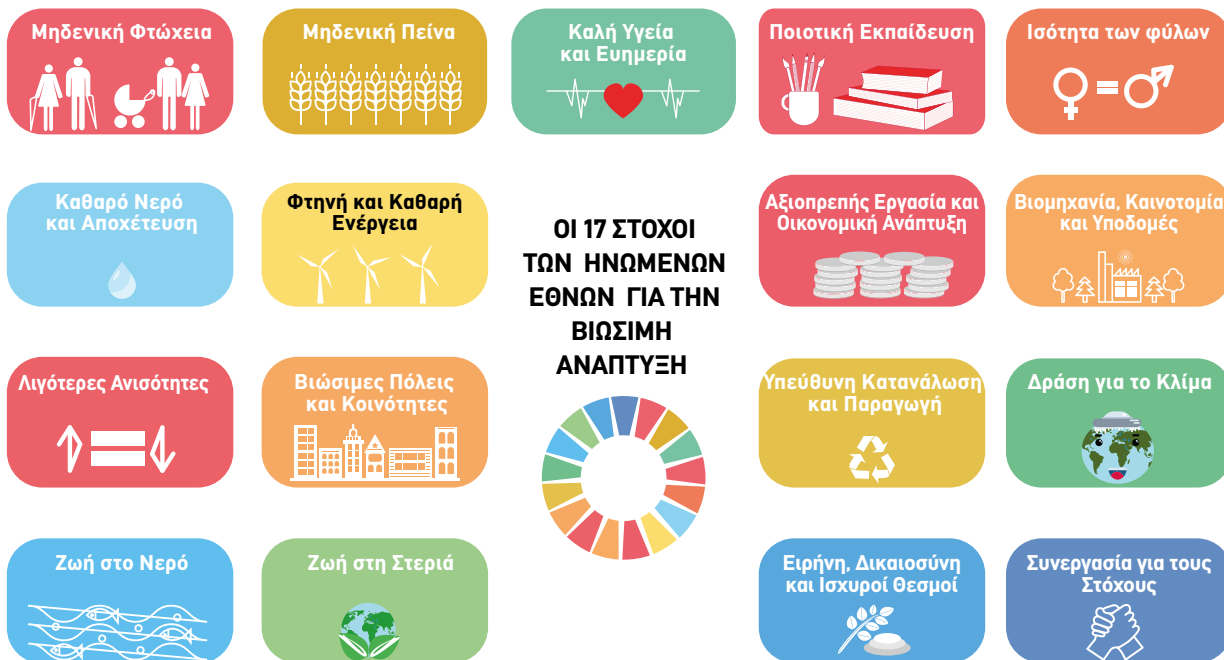 Μηδενική Φτώχεια
Μηδενική Πείνα
Καλή Υγεία
και Ευημερία
Ποιοτική Εκπαίδευση
Ισότητα των φύλων
Καθαρό Νερό
και Αποχέτευση
Φτηνή και Καθαρή
Ενέργεια
ΟΙ 17 ΣΤΟΧΟΙ
ΤΩΝ ΗΝΩΜΕΝΩΝ
ΕΘΝΩΝ ΓΙΑ ΤΗΝ
ΒΙΩΣΙΜΗ
ΑΝΑΠΤΥΞΗ
Αξιοπρεπής Εργασία και
Οικονομική Ανάπτυξη
Βιομηχανία, Καινοτομία
και Υποδομές
Λιγότερες Ανισότητες
Βιώσιμες Πόλεις
και Κοινότητες
Υπεύθυνη Κατανάλωση
και Παραγωγή
Δράση για το Κλίμα
Ζωή στο Νερό
Ζωή στη Στεριά
Ειρήνη, Δικαιοσύνη
και Ισχυροί Θεσμοί
Συνεργασία για τους
Στόχους